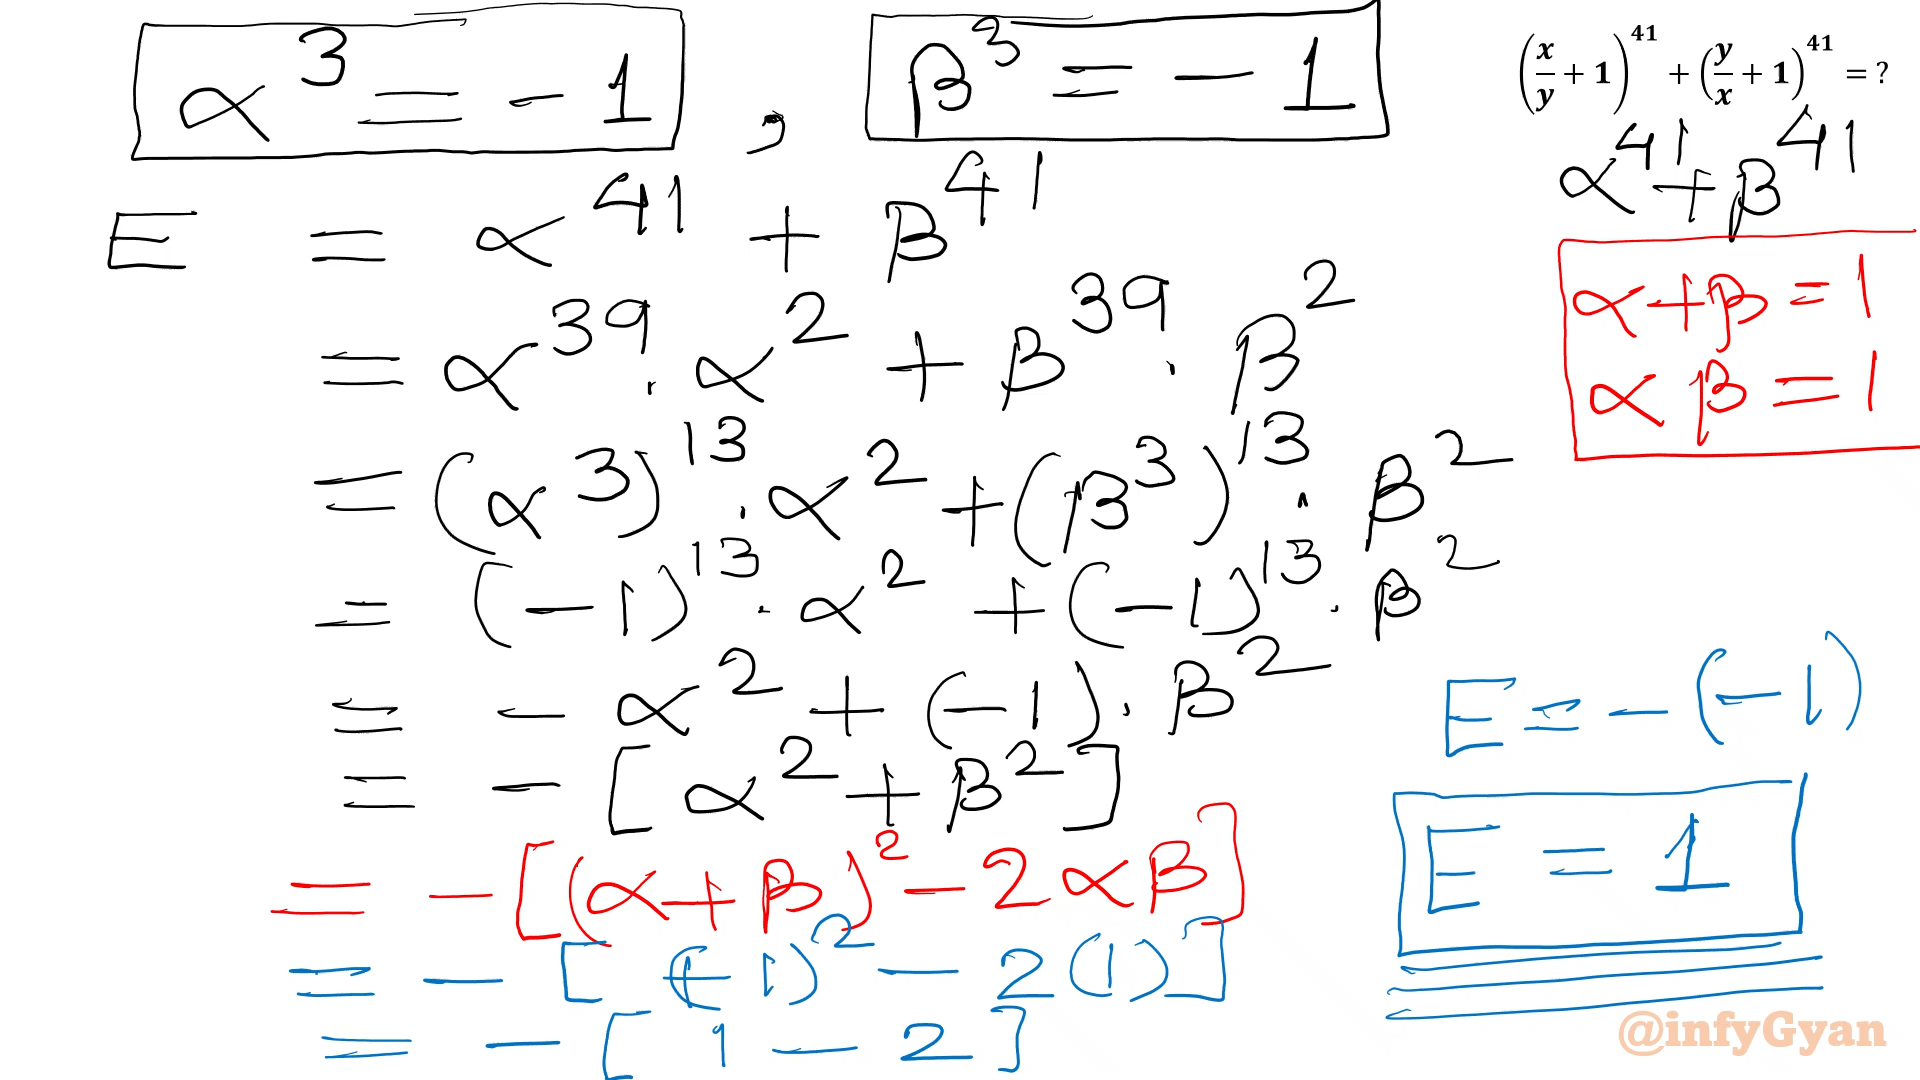 α³ = -1 , β³ = -1
E = α⁴¹ + β⁴¹
= α³⁹ · α² + β³⁹ · β²
= (α³)¹³ · α² + (β³)¹³ · β²
= (-1)¹³ · α² + (-1)¹³ · β²
= - α² + (-1) · β²
= - [α² + β²]
= - [(α+β)² - 2αβ]
= - [(+1)² - 2(1)]
= - [1 - 2]
(x/y + 1)⁴¹ + (y/x + 1)⁴¹ = ?
α⁴¹ + β⁴¹
α + β = 1
α β = 1
E = - (-1)
E = 1
@infyGyan